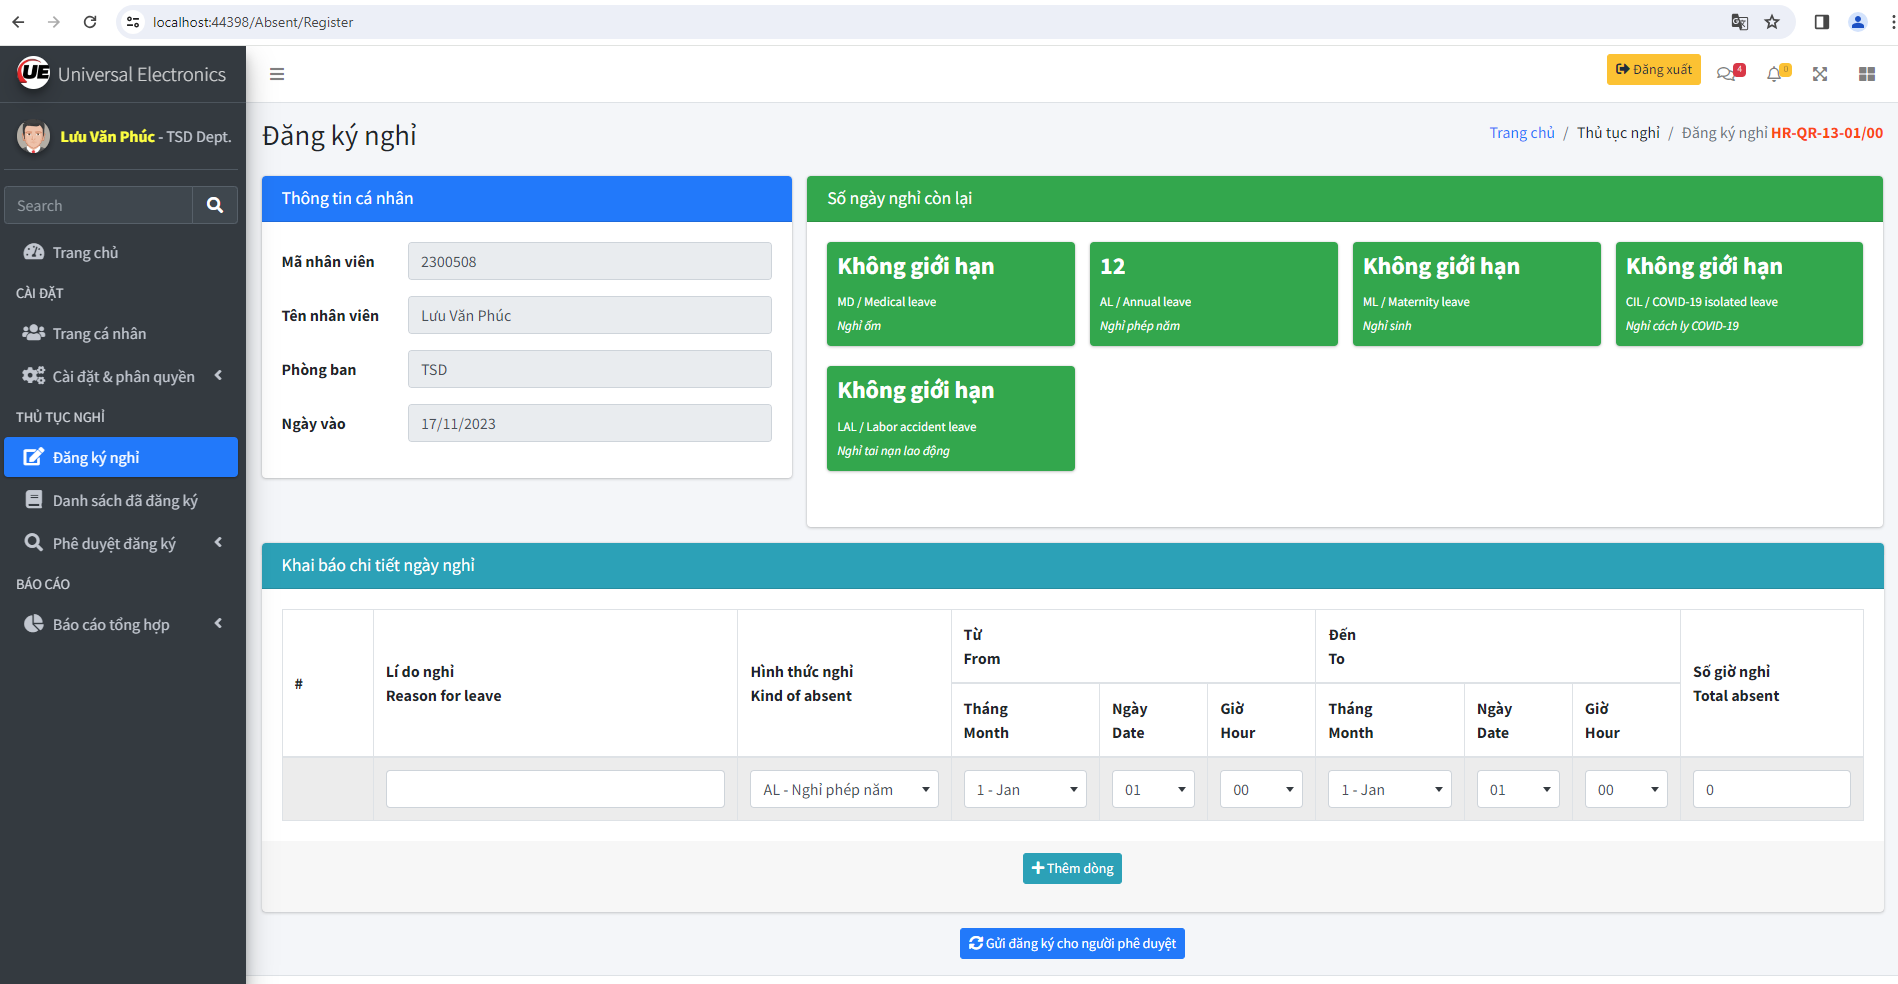 localhost:44398/Absent/Register
UE Universal Electronics
Đăng xuất
4
0
Lưu Văn Phúc - TSD Dept.
Search
Trang chủ
CÀI ĐẶT
Trang cá nhân
Cài đặt & phân quyền
THỦ TỤC NGHỈ
Đăng ký nghỉ
Danh sách đã đăng ký
Phê duyệt đăng ký
BÁO CÁO
Báo cáo tổng hợp
Đăng ký nghỉ
Trang chủ / Thủ tục nghỉ / Đăng ký nghỉ HR-QR-13-01/00
Thông tin cá nhân
Mã nhân viên 2300508
Tên nhân viên Lưu Văn Phúc
Phòng ban TSD
Ngày vào 17/11/2023
Số ngày nghỉ còn lại
Không giới hạn
MD / Medical leave
Nghỉ ốm
12
AL / Annual leave
Nghỉ phép năm
Không giới hạn
ML / Maternity leave
Nghỉ sinh
Không giới hạn
CIL / COVID-19 isolated leave
Nghỉ cách ly COVID-19
Không giới hạn
LAL / Labor accident leave
Nghỉ tai nạn lao động
Khai báo chi tiết ngày nghỉ
#
Lí do nghỉ
Reason for leave
Hình thức nghỉ
Kind of absent
Từ
From
Đến
To
Số giờ nghỉ
Total absent
Tháng
Month
Ngày
Date
Giờ
Hour
Tháng
Month
Ngày
Date
Giờ
Hour
AL - Nghỉ phép năm 1 - Jan 01 00 1 - Jan 01 00 0
Thêm dòng
Gửi đăng ký cho người phê duyệt